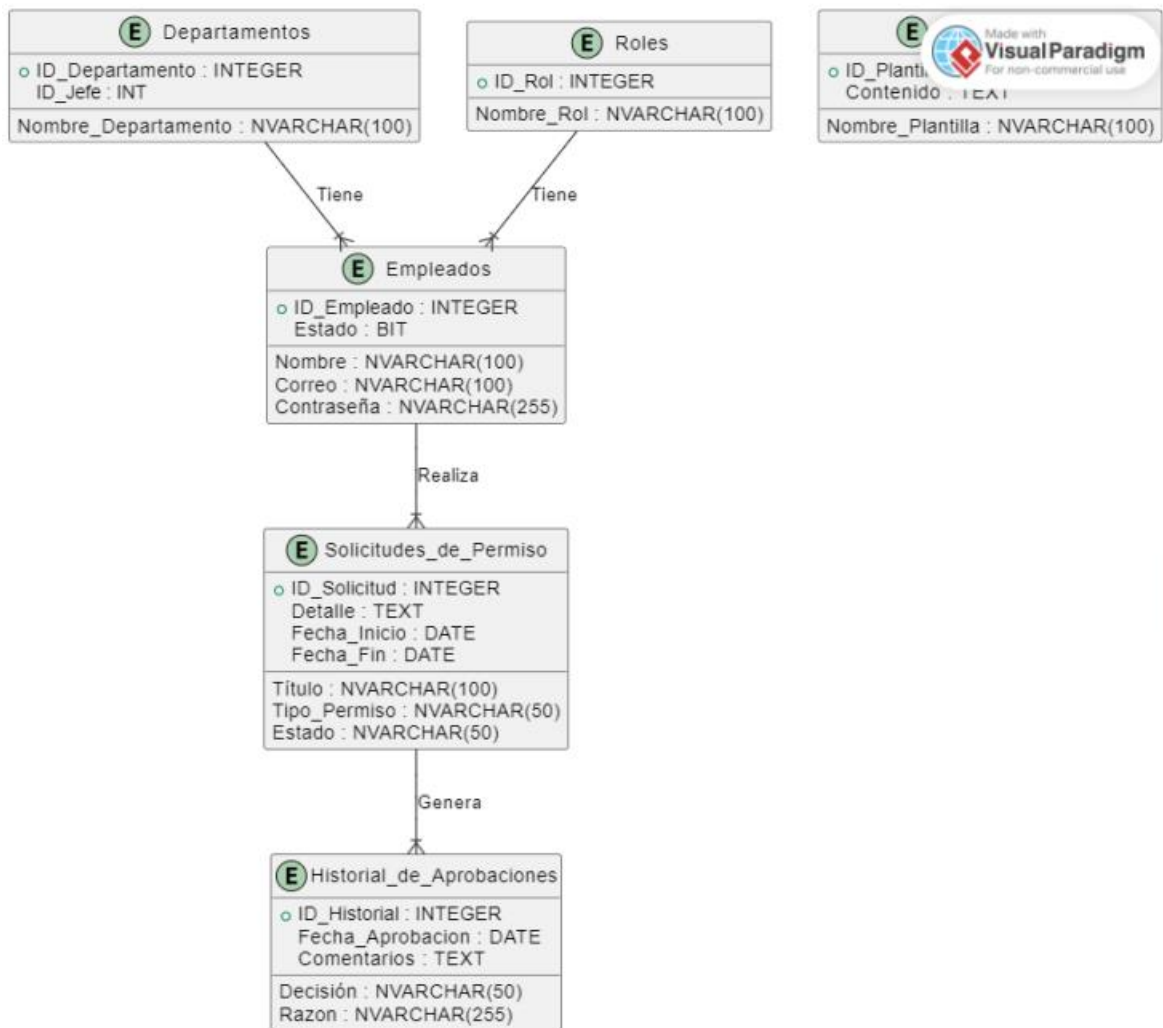 E Departamentos
ID_Departamento : INTEGER
ID_Jefe : INT
Nombre_Departamento : NVARCHAR(100)
E Roles
ID_Rol : INTEGER
Nombre_Rol : NVARCHAR(100)
E
Made with
Visual Paradigm
For non-commercial use
Contenido : TEXT
Nombre_Plantilla : NVARCHAR(100)
Tiene
Tiene
E Empleados
ID_Empleado : INTEGER
Estado : BIT
Nombre : NVARCHAR(100)
Correo : NVARCHAR(100)
Contraseña : NVARCHAR(255)
Realiza
E Solicitudes_de_Permiso
ID_Solicitud : INTEGER
Detalle : TEXT
Fecha_Inicio : DATE
Fecha_Fin : DATE
Título : NVARCHAR(100)
Tipo_Permiso : NVARCHAR(50)
Estado : NVARCHAR(50)
Genera
E Historial_de_Aprobaciones
ID_Historial : INTEGER
Fecha_Aprobacion : DATE
Comentarios : TEXT
Decisión : NVARCHAR(50)
Razon : NVARCHAR(255)